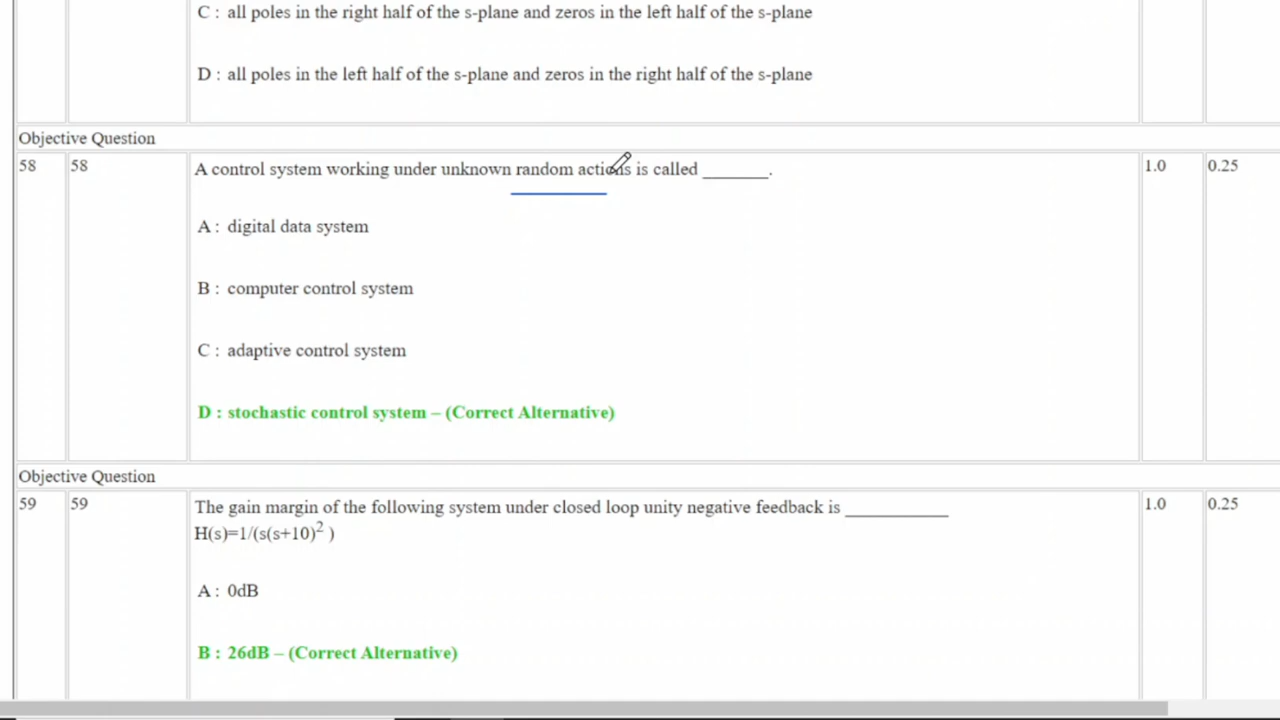 C : all poles in the right half of the s-plane and zeros in the left half of the s-plane
D : all poles in the left half of the s-plane and zeros in the right half of the s-plane
Objective Question
58 58 A control system working under unknown random actions is called _______. 1.0 0.25
A : digital data system
B : computer control system
C : adaptive control system
D : stochastic control system – (Correct Alternative)
Objective Question
59 59 The gain margin of the following system under closed loop unity negative feedback is ___________ 1.0 0.25
H(s)=1/(s(s+10)² )
A : 0dB
B : 26dB – (Correct Alternative)